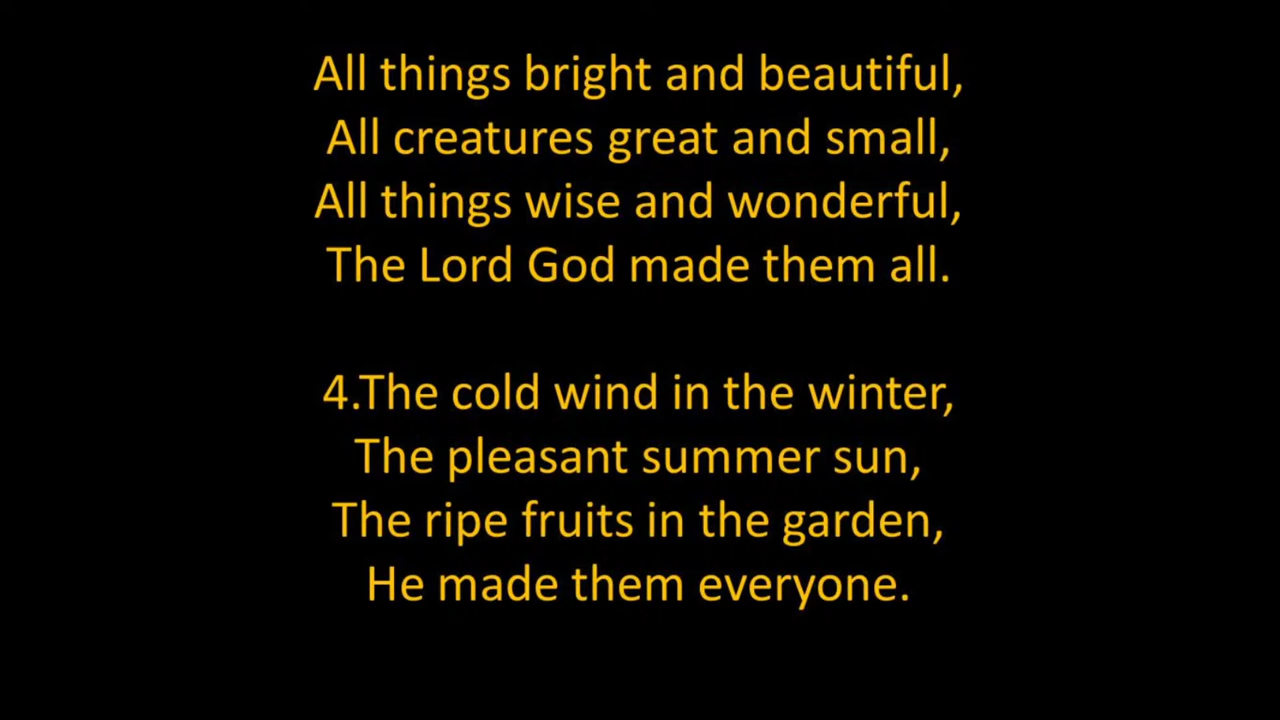 All things bright and beautiful,
All creatures great and small,
All things wise and wonderful,
The Lord God made them all.
4.The cold wind in the winter,
The pleasant summer sun,
The ripe fruits in the garden,
He made them everyone.